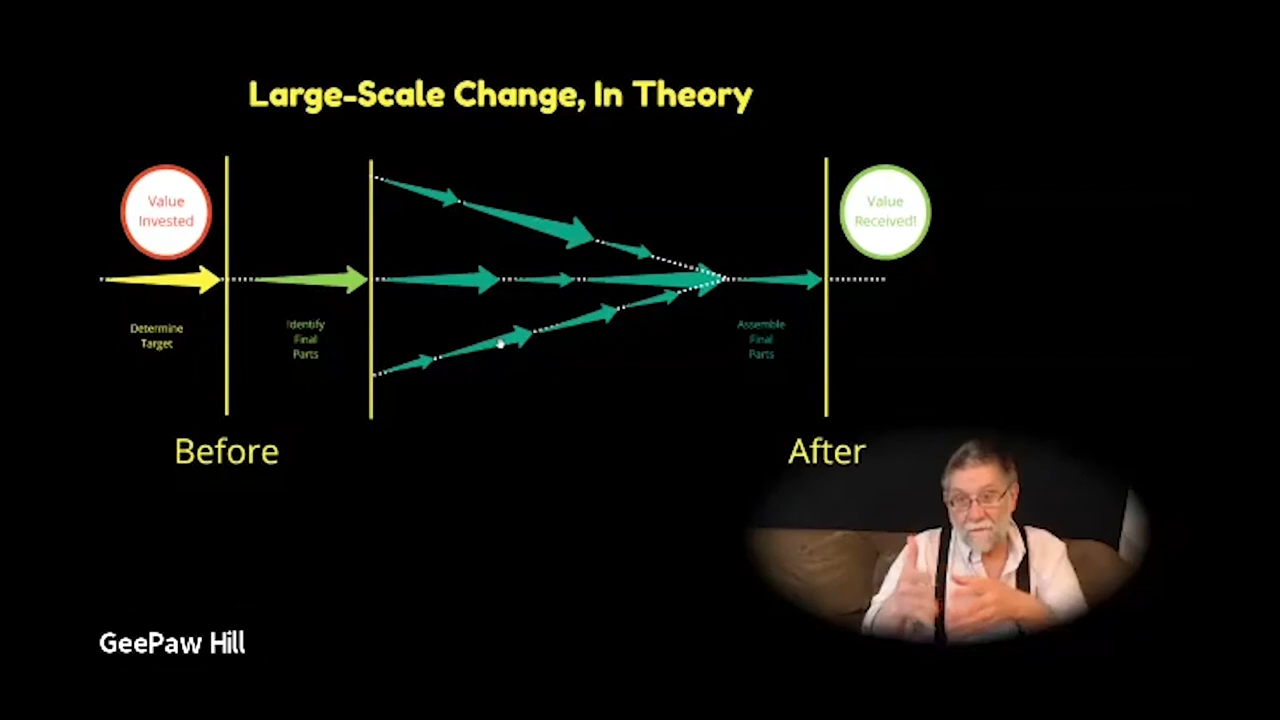 Large-Scale Change, In Theory
Value
Invested
Value
Received!
Determine
Target
Identify
Final
Parts
Assemble
Final
Parts
Before
After
GeePaw Hill